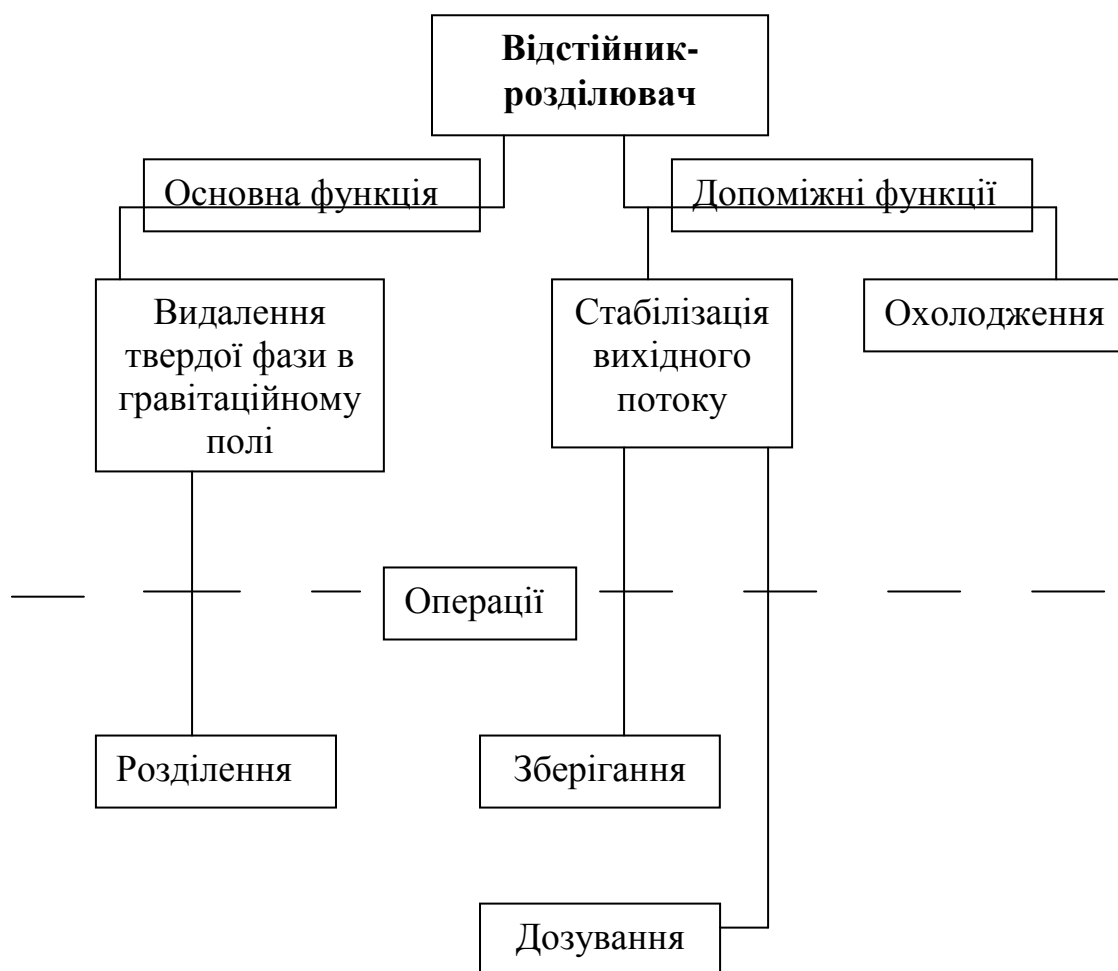 Відстійник-
розділювач
Основна функція
Допоміжні функції
Видалення
твердої фази в
гравітаційному
полі
Стабілізація
вихідного
потоку
Охолодження
Операції
Розділення
Зберігання
Дозування